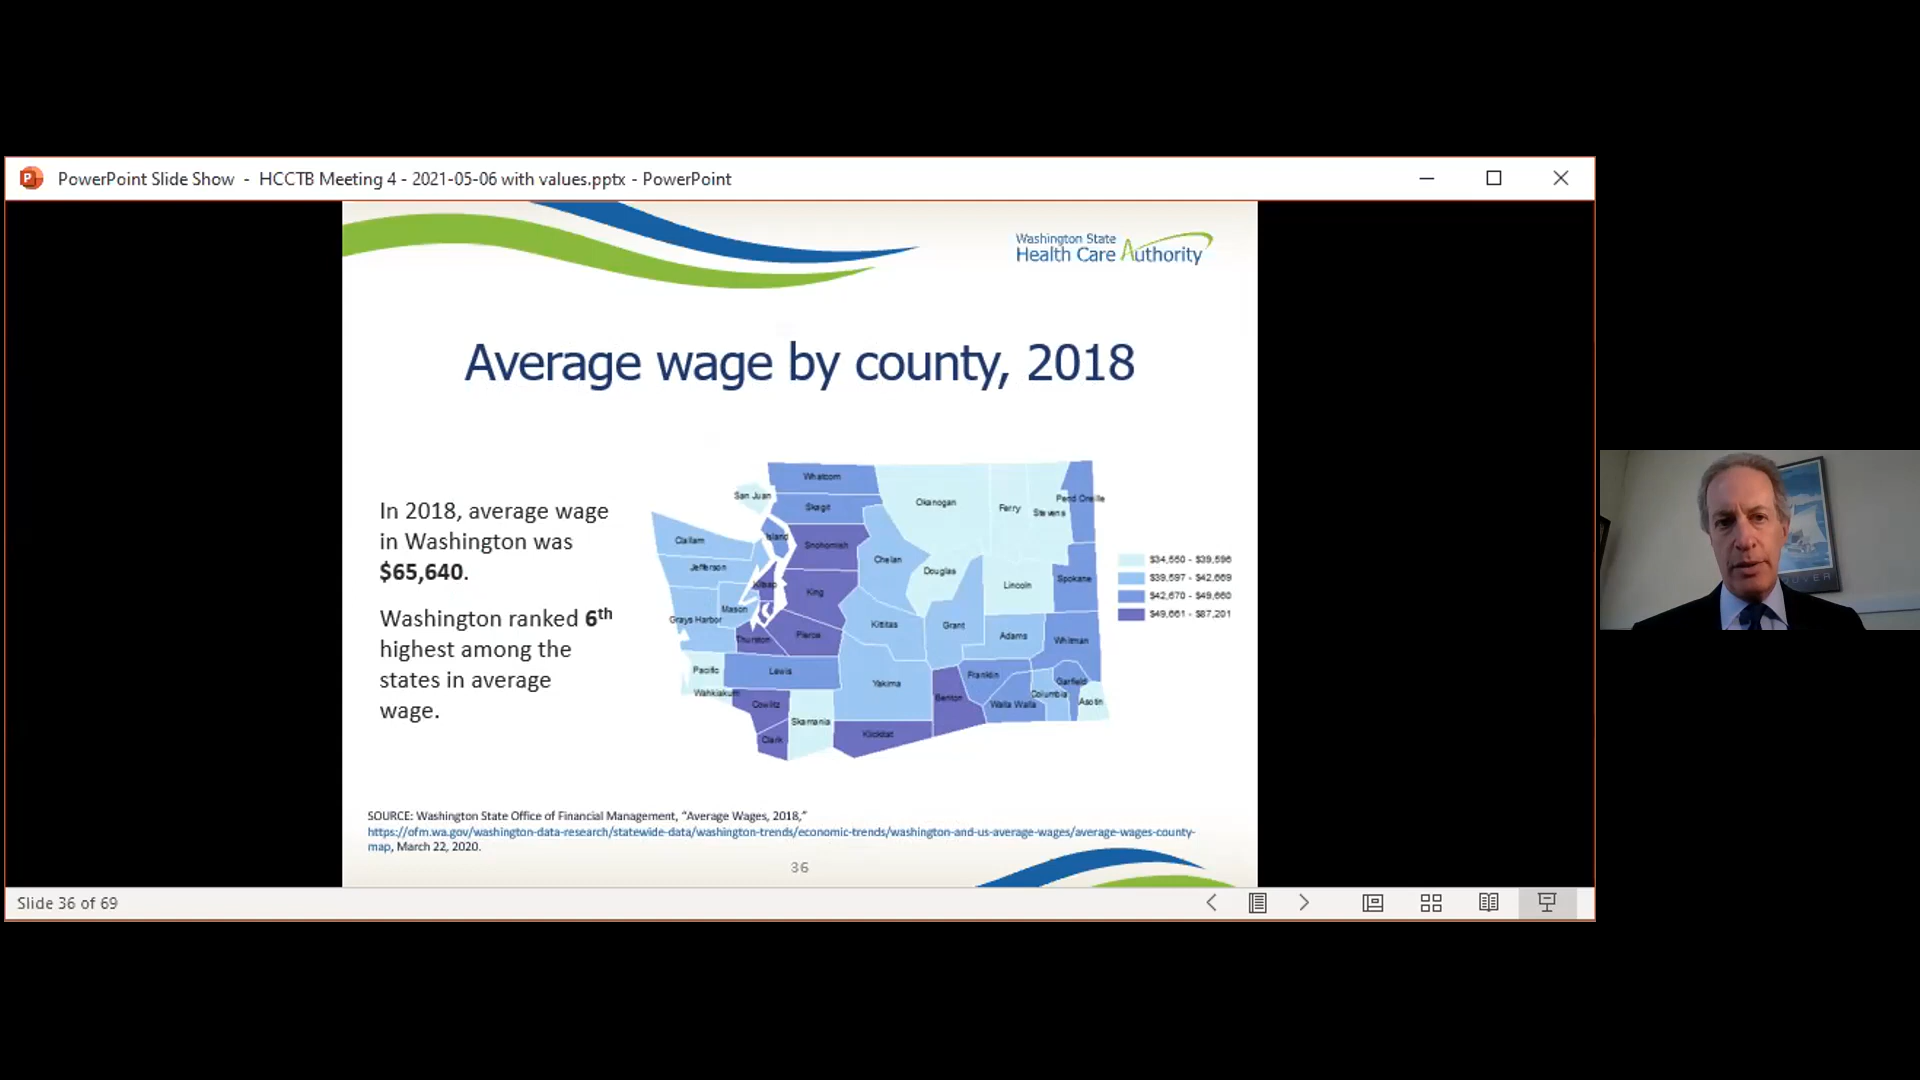 PowerPoint Slide Show - HCCTB Meeting 4 - 2021-05-06 with values.pptx - PowerPoint
Washington State
Health Care Authority
Average wage by county, 2018
In 2018, average wage
in Washington was
$65,640.
Washington ranked 6th
highest among the
states in average
wage.
Whatcom
San Juan
Skagit
Okanogan
Ferry
Stevens
Pend Oreille
Clallam
Island
Snohomish
Chelan
Jefferson
Douglas
Kitsap
King
Lincoln
Spokane
Mason
Grays Harbor
Kittitas
Grant
Thurston
Pierce
Adams
Whitman
Pacific
Lewis
Yakima
Franklin
Garfield
Wahkiakum
Columbia
Cowlitz
Benton
Walla Walla
Asotin
Skamania
Clark
Klickitat
$34,550 - $39,596
$39,597 - $42,669
$42,670 - $49,660
$49,661 - $87,201
SOURCE: Washington State Office of Financial Management, “Average Wages, 2018,”
https://ofm.wa.gov/washington-data-research/statewide-data/washington-trends/economic-trends/washington-and-us-average-wages/average-wages-county-
map, March 22, 2020.
36
Slide 36 of 69